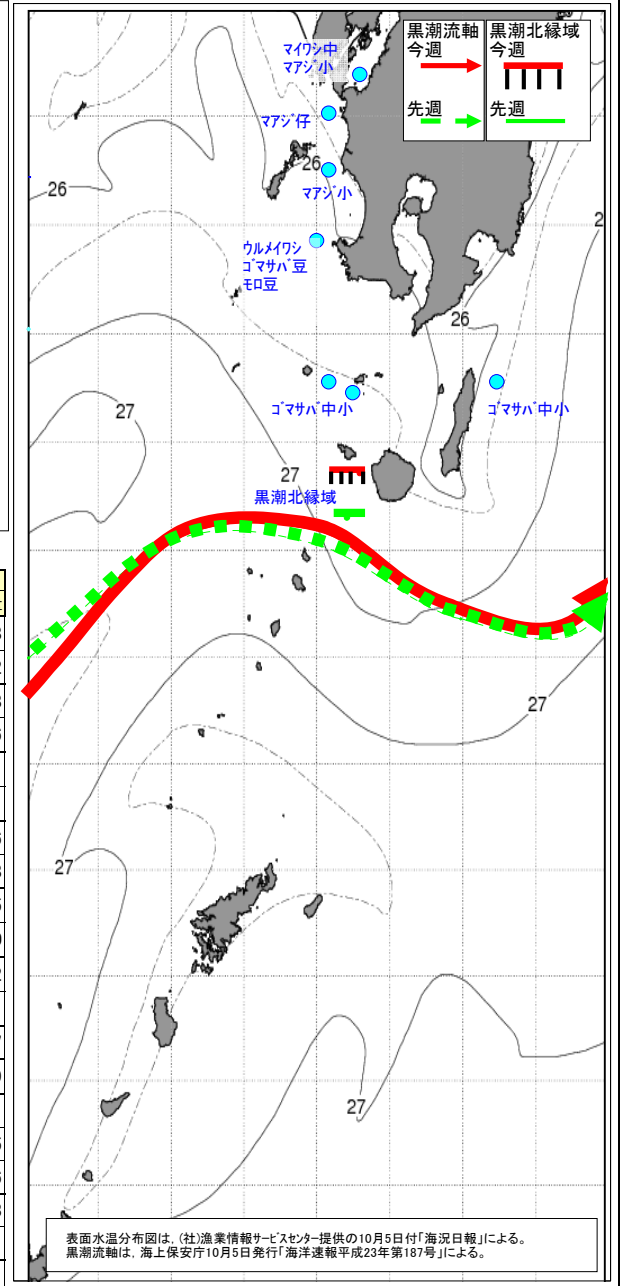 黒潮流軸
今週
先週
黒潮北縁域
今週
先週
マイワシ中
マアジ小
マアジ仔
26
マアジ小
26
2
ウルメイワシ
ゴマサバ豆
モロ豆
26
27
ゴマサバ中小
ゴマサバ中小
27
黒潮北縁域
27
27
27
表面水温分布図は，(社)漁業情報サービスセンター提供の10月5日付「海況日報」による。
黒潮流軸は，海上保安庁10月5日発行「海洋速報平成23年第187号」による。